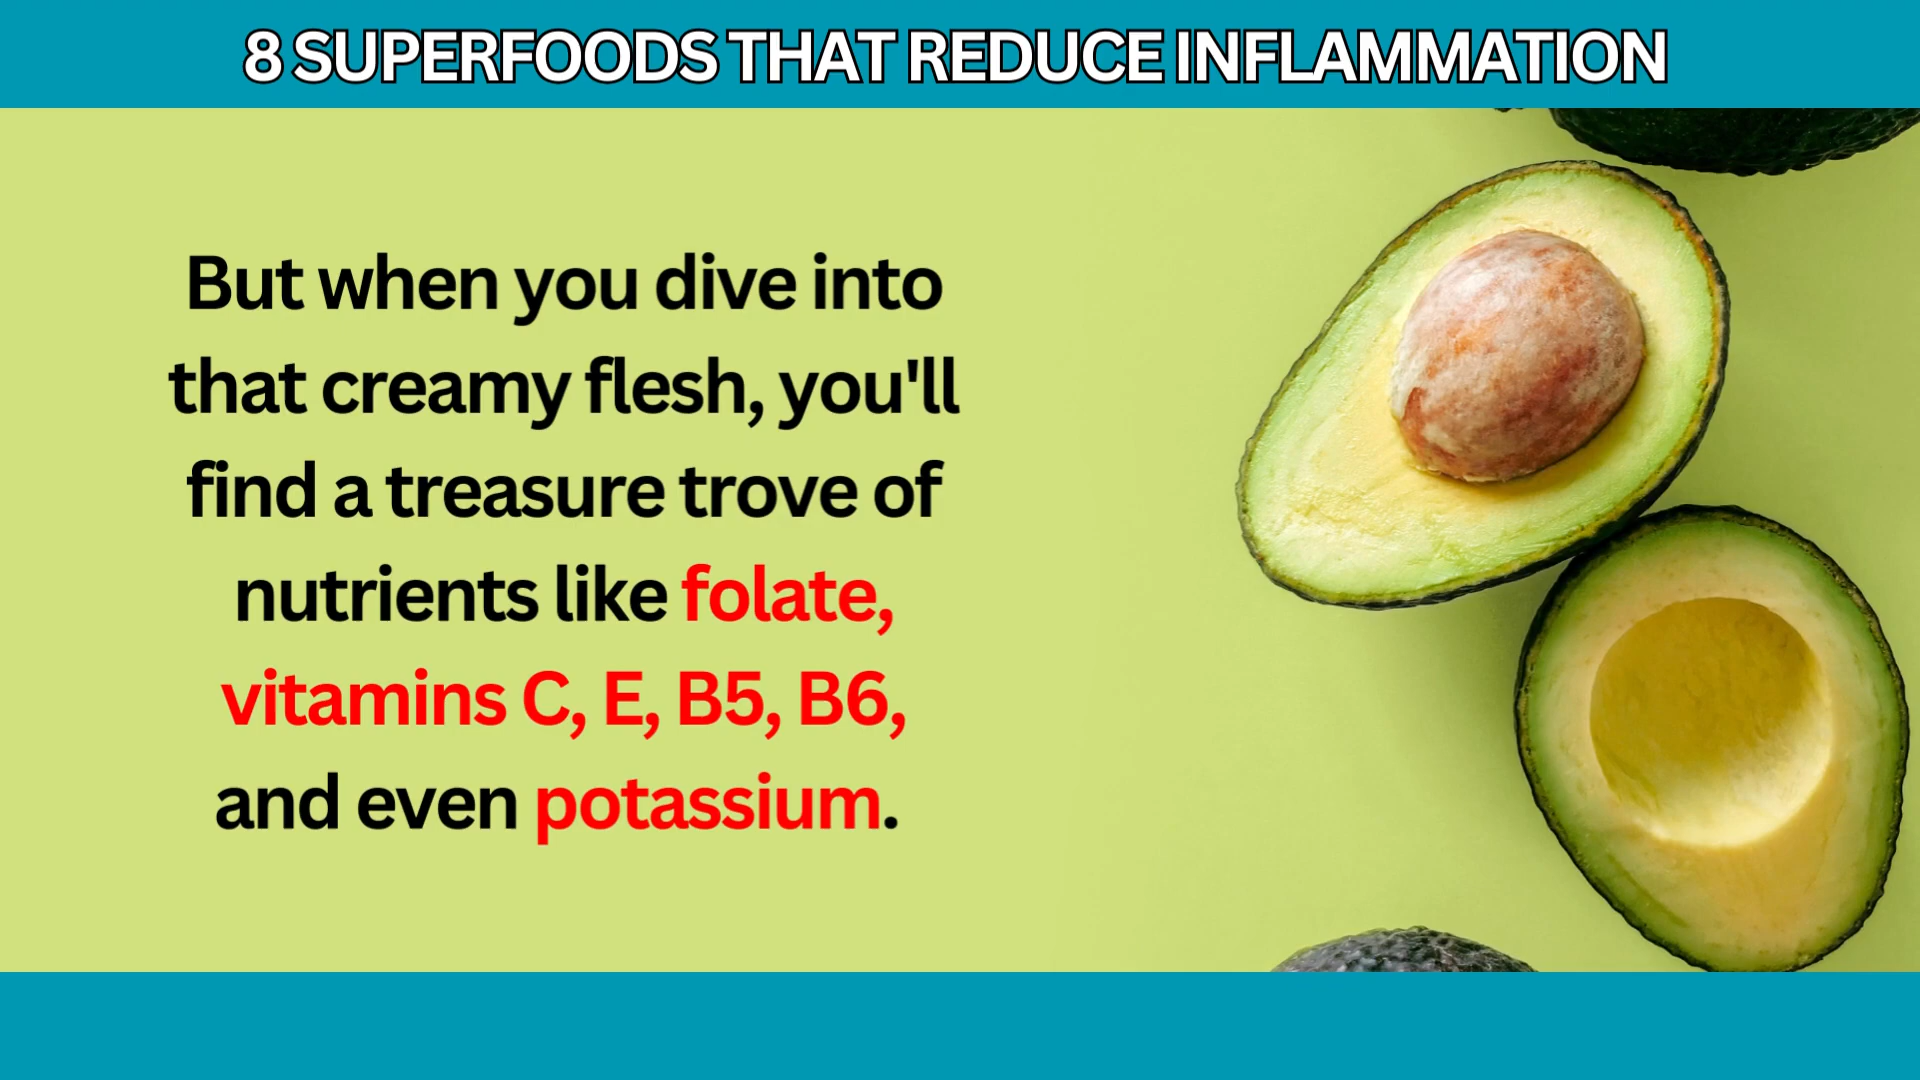 8 SUPERFOODS THAT REDUCE INFLAMMATION
But when you dive into
that creamy flesh, you'll
find a treasure trove of
nutrients like folate,
vitamins C, E, B5, B6,
and even potassium.